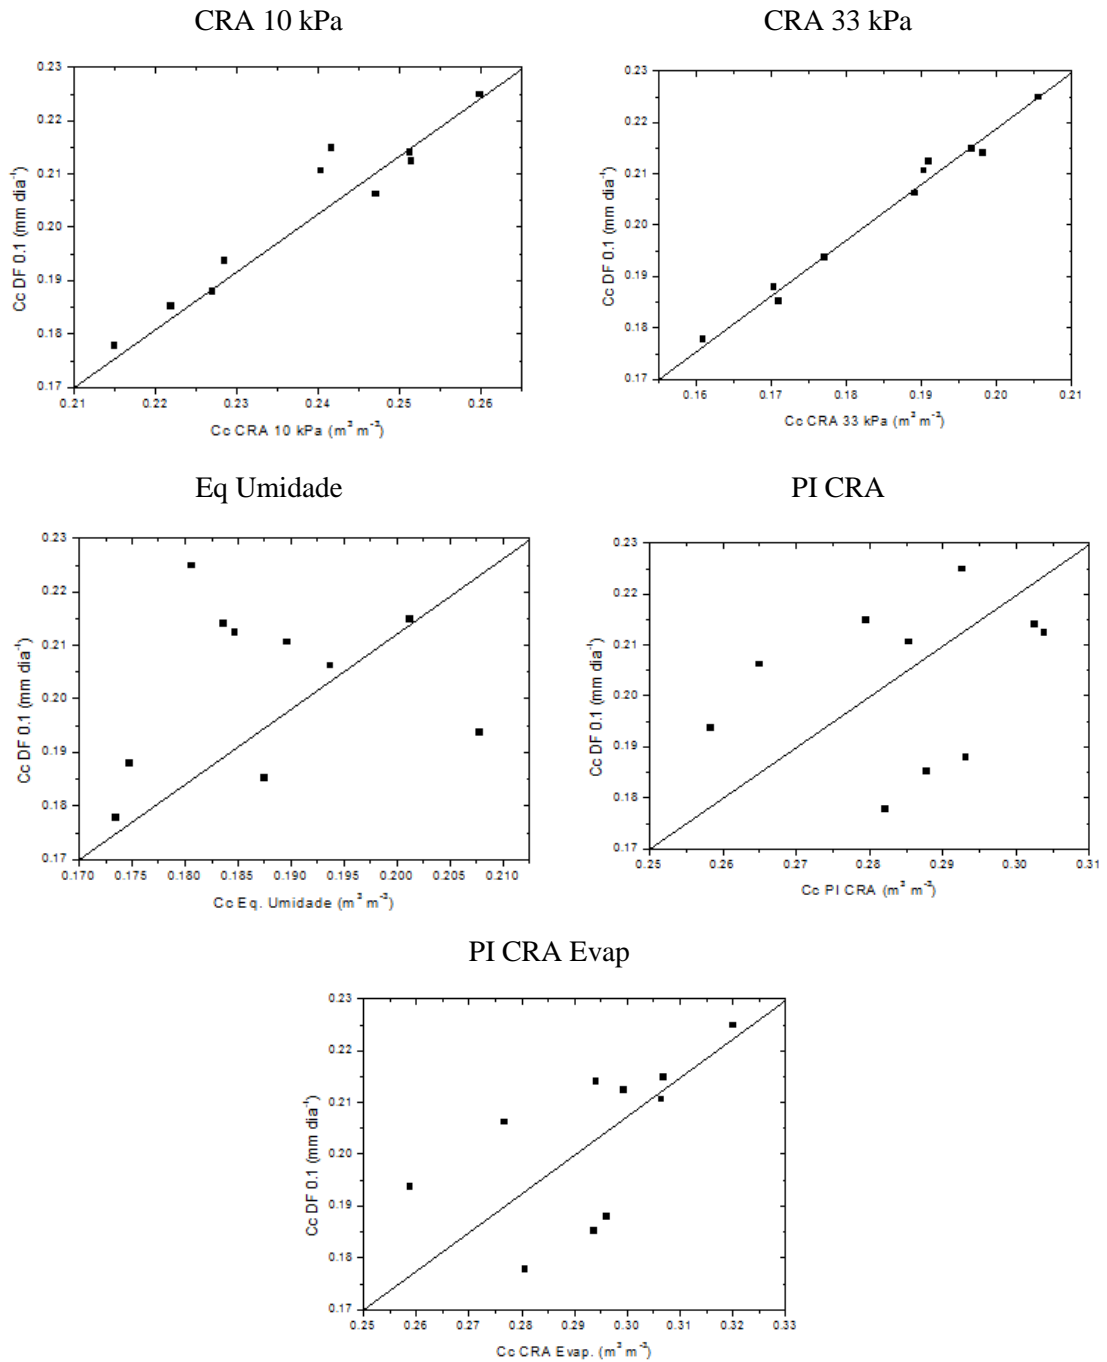 CRA 10 kPa
CRA 33 kPa
0.23
0.22
0.21
0.20
0.19
0.18
0.17
Cc DF 0.1 (mm dia⁻¹)
0.21 0.22 0.23 0.24 0.25 0.26
Cc CRA 10 kPa (m³ m⁻³)
0.23
0.22
0.21
0.20
0.19
0.18
0.17
Cc DF 0.1 (mm dia⁻¹)
0.16 0.17 0.18 0.19 0.20 0.21
Cc CRA 33 kPa (m³ m⁻³)
Eq Umidade
PI CRA
0.23
0.22
0.21
0.20
0.19
0.18
0.17
Cc DF 0.1 (mm dia⁻¹)
0.170 0.175 0.180 0.185 0.190 0.195 0.200 0.205 0.210
Cc Eq. Umidade (m³ m⁻³)
0.23
0.22
0.21
0.20
0.19
0.18
0.17
Cc DF 0.1 (mm dia⁻¹)
0.25 0.26 0.27 0.28 0.29 0.30 0.31
Cc PI CRA (m³ m⁻³)
PI CRA Evap
0.23
0.22
0.21
0.20
0.19
0.18
0.17
Cc DF 0.1 (mm dia⁻¹)
0.25 0.26 0.27 0.28 0.29 0.30 0.31 0.32 0.33
Cc CRA Evap. (m³ m⁻³)